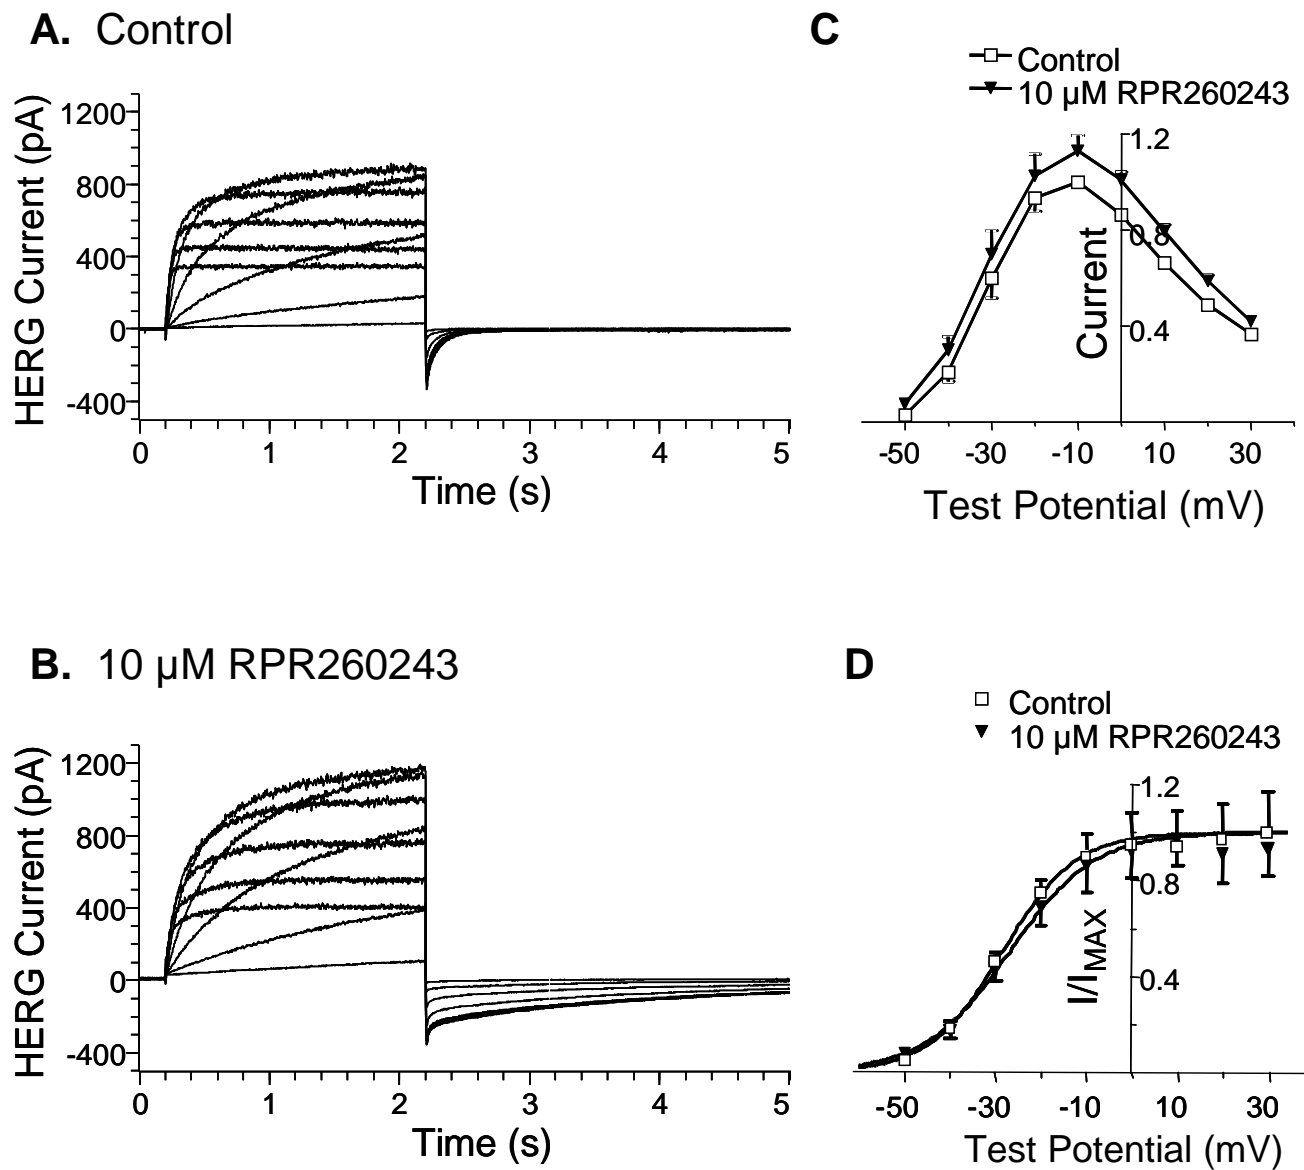 A. Control
HERG Current (pA)
1200
800
400
0
-400
0 1 2 3 4 5
Time (s)
C
Control
10 µM RPR260243
1.2
0.8
0.4
Current
-50 -30 -10 10 30
Test Potential (mV)
B. 10 µM RPR260243
HERG Current (pA)
1200
800
400
0
-400
0 1 2 3 4 5
Time (s)
D
Control
10 µM RPR260243
1.2
0.8
0.4
I/IMAX
-50 -30 -10 10 30
Test Potential (mV)